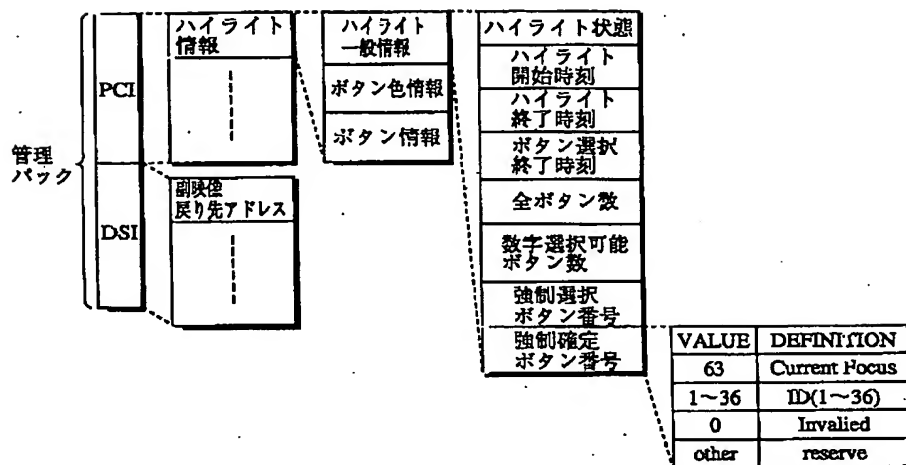 管理
パック
PCI
DSI
ハイライト
情報
副映像
戻り先アドレス
ハイライト
一般情報
ボタン色情報
ボタン情報
ハイライト状態
ハイライト
開始時刻
ハイライト
終了時刻
ボタン選択
終了時刻
全ボタン数
数字選択可能
ボタン数
強制選択
ボタン番号
強制確定
ボタン番号
VALUE DEFINITION
63 Current Focus
1～36 ID(1～36)
0 Invalied
other reserve